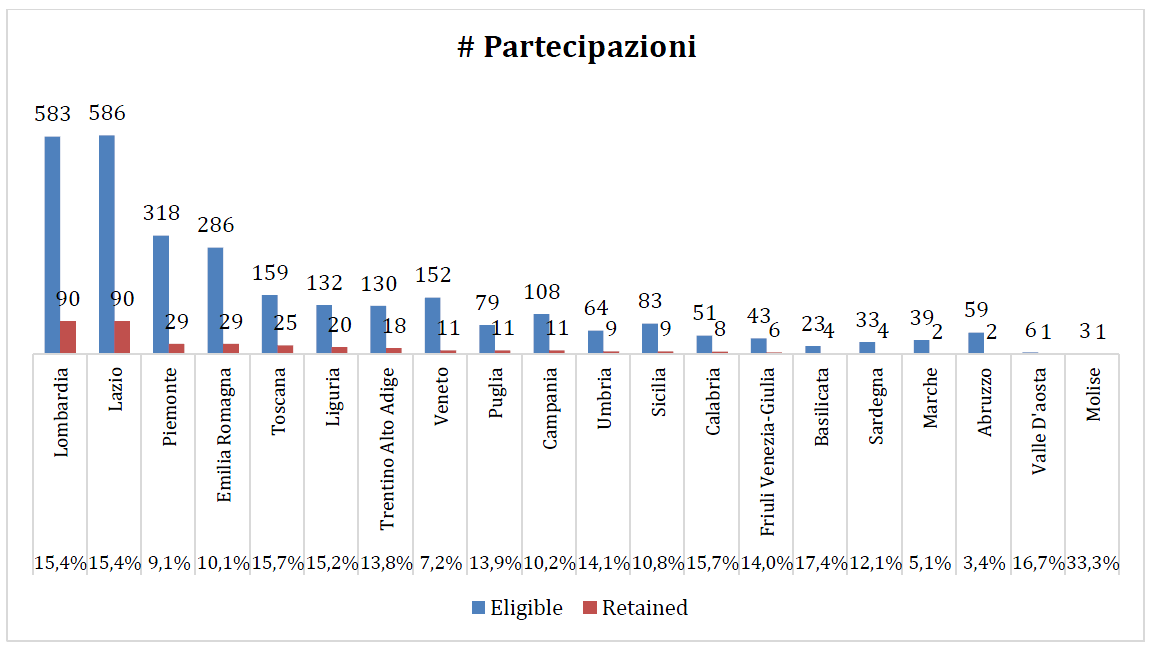 # Partecipazioni
583 586 318 286 159 132 130 152 79 108 64 83 51 43 23 33 39 59 6 3
90 90 29 29 25 20 18 11 11 11 9 9 8 6 4 4 2 2 1 1
Lombardia
Lazio
Piemonte
Emilia Romagna
Toscana
Liguria
Trentino Alto Adige
Veneto
Puglia
Campania
Umbria
Sicilia
Calabria
Friuli Venezia-Giulia
Basilicata
Sardegna
Marche
Abruzzo
Valle D'aosta
Molise
15,4% 15,4% 9,1% 10,1% 15,7% 15,2% 13,8% 7,2% 13,9% 10,2% 14,1% 10,8% 15,7% 14,0% 17,4% 12,1% 5,1% 3,4% 16,7% 33,3%
Eligible Retained